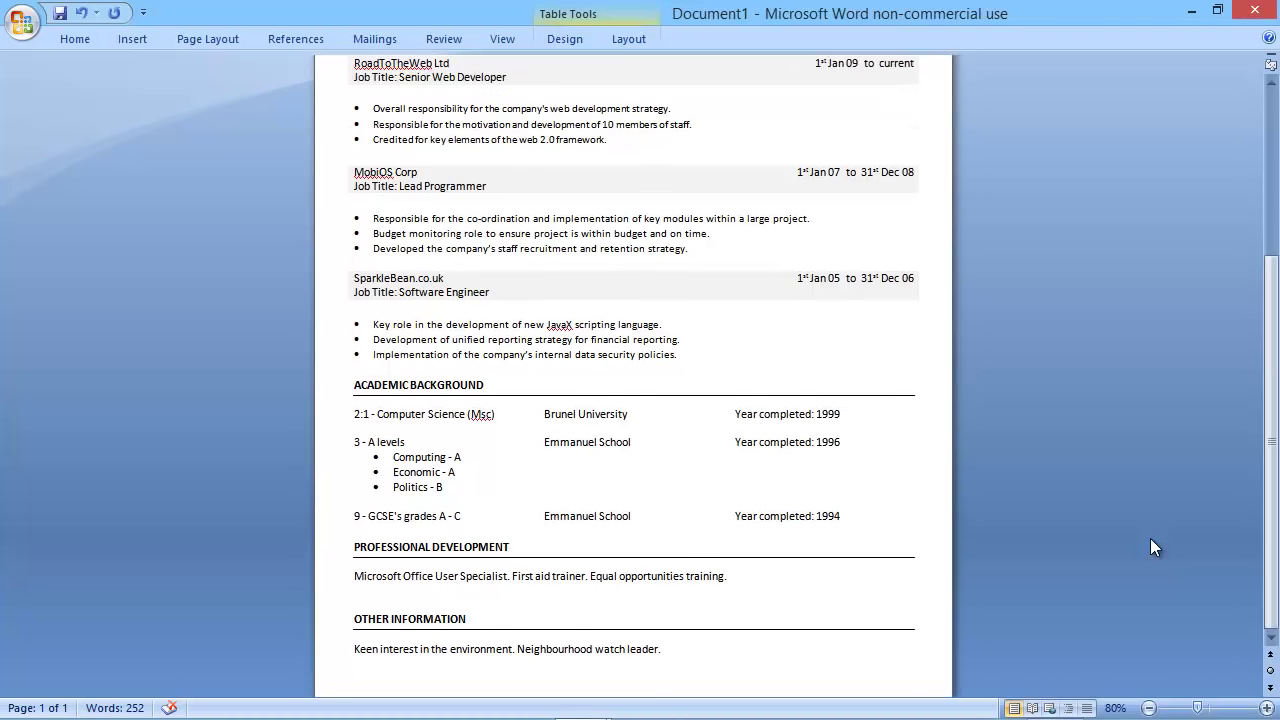 Table Tools
Document1 - Microsoft Word non-commercial use
Home Insert Page Layout References Mailings Review View Design Layout
RoadToTheWeb Ltd 1st Jan 09 to current
Job Title: Senior Web Developer
• Overall responsibility for the company's web development strategy.
• Responsible for the motivation and development of 10 members of staff.
• Credited for key elements of the web 2.0 framework.
MobiOS Corp 1st Jan 07 to 31st Dec 08
Job Title: Lead Programmer
• Responsible for the co-ordination and implementation of key modules within a large project.
• Budget monitoring role to ensure project is within budget and on time.
• Developed the company's staff recruitment and retention strategy.
SparkleBean.co.uk 1st Jan 05 to 31st Dec 06
Job Title: Software Engineer
• Key role in the development of new JavaX scripting language.
• Development of unified reporting strategy for financial reporting.
• Implementation of the company's internal data security policies.
ACADEMIC BACKGROUND
2:1 - Computer Science (Msc) Brunel University Year completed: 1999
3 - A levels Emmanuel School Year completed: 1996
• Computing - A
• Economic - A
• Politics - B
9 - GCSE's grades A - C Emmanuel School Year completed: 1994
PROFESSIONAL DEVELOPMENT
Microsoft Office User Specialist. First aid trainer. Equal opportunities training.
OTHER INFORMATION
Keen interest in the environment. Neighbourhood watch leader.
Page: 1 of 1 Words: 252 80%